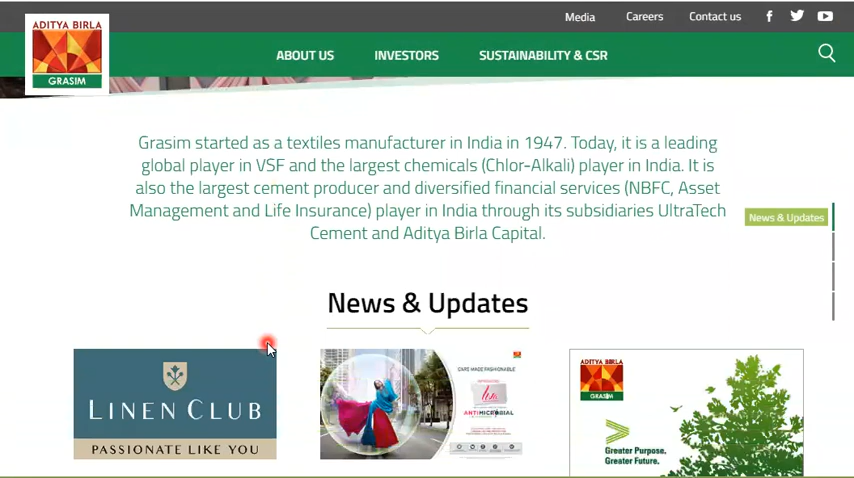 Media Careers Contact us
ADITYA BIRLA
GRASIM
ABOUT US INVESTORS SUSTAINABILITY & CSR
Grasim started as a textiles manufacturer in India in 1947. Today, it is a leading
global player in VSF and the largest chemicals (Chlor-Alkali) player in India. It is
also the largest cement producer and diversified financial services (NBFC, Asset
Management and Life Insurance) player in India through its subsidiaries UltraTech
Cement and Aditya Birla Capital.
News & Updates
News & Updates
LINEN CLUB
PASSIONATE LIKE YOU
CARE MADE FASHIONABLE
INTRODUCING
Liva
ANTIMICROBIAL
ADITYA BIRLA
GRASIM
Greater Purpose.
Greater Future.